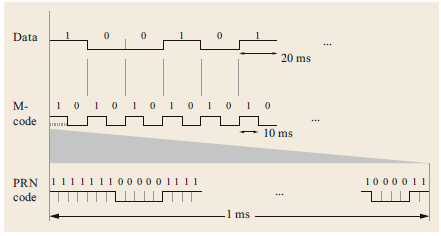 Data 1 0 0 1 0 1 ...
20 ms
M-code 1 0 1 0 1 0 1 0 1 0 1 0 ...
10 ms
PRN code 1 1 1 1 1 1 1 0 0 0 0 0 1 1 1 1 ... 1 0 0 0 0 1 1
1 ms